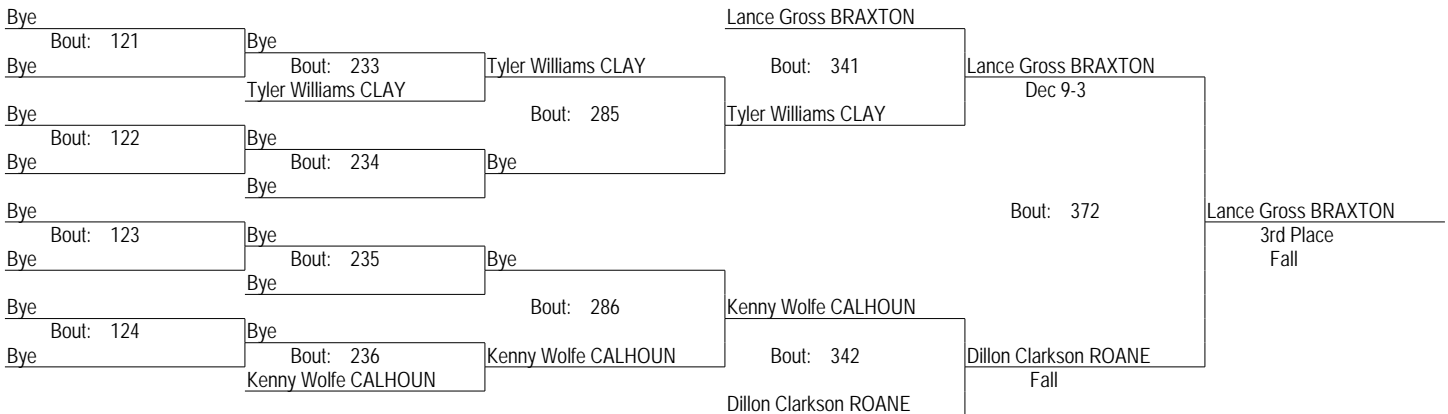 Bye Lance Gross BRAXTON
Bout: 121 Bye
Bye Bout: 233 Tyler Williams CLAY Bout: 341 Lance Gross BRAXTON
Tyler Williams CLAY Dec 9-3
Bye Bout: 285 Tyler Williams CLAY
Bout: 122 Bye
Bye Bout: 234 Bye
Bye
Bye Bout: 372 Lance Gross BRAXTON
Bout: 123 Bye 3rd Place
Bye Bout: 235 Bye Fall
Bye
Bye Bout: 286 Kenny Wolfe CALHOUN
Bout: 124 Bye
Bye Bout: 236 Kenny Wolfe CALHOUN Bout: 342 Dillon Clarkson ROANE
Kenny Wolfe CALHOUN Fall
Dillon Clarkson ROANE